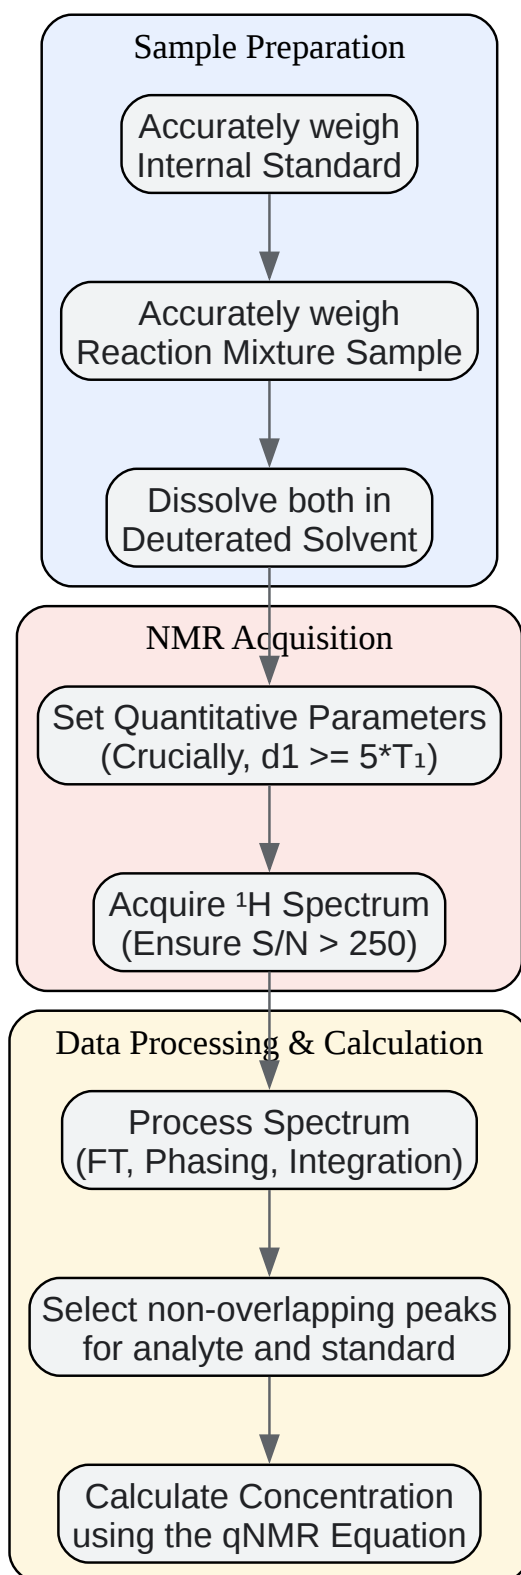 Sample Preparation
Accurately weigh
Internal Standard
Accurately weigh
Reaction Mixture Sample
Dissolve both in
Deuterated Solvent
NMR Acquisition
Set Quantitative Parameters
(Crucially, d1 >= 5*T₁)
Acquire ¹H Spectrum
(Ensure S/N > 250)
Data Processing & Calculation
Process Spectrum
(FT, Phasing, Integration)
Select non-overlapping peaks
for analyte and standard
Calculate Concentration
using the qNMR Equation